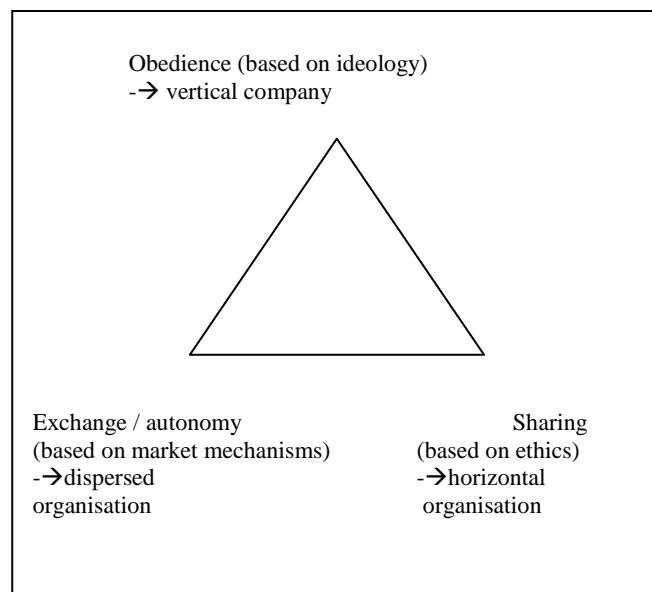 Obedience (based on ideology)
-→ vertical company
Exchange / autonomy
(based on market mechanisms)
-→dispersed
organisation
Sharing
(based on ethics)
-→horizontal
organisation